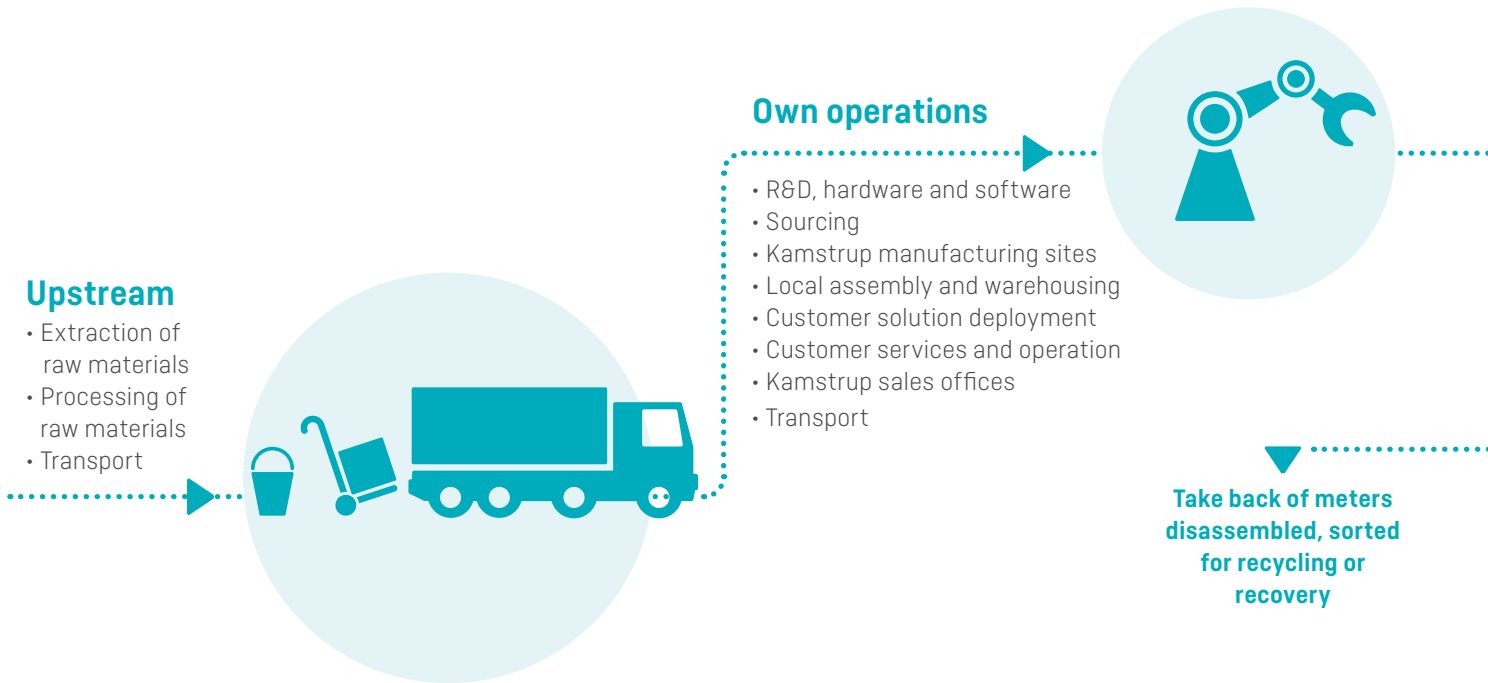 Upstream
• Extraction of
raw materials
• Processing of
raw materials
• Transport
Own operations
• R&D, hardware and software
• Sourcing
• Kamstrup manufacturing sites
• Local assembly and warehousing
• Customer solution deployment
• Customer services and operation
• Kamstrup sales offices
• Transport
Take back of meters
disassembled, sorted
for recycling or
recovery